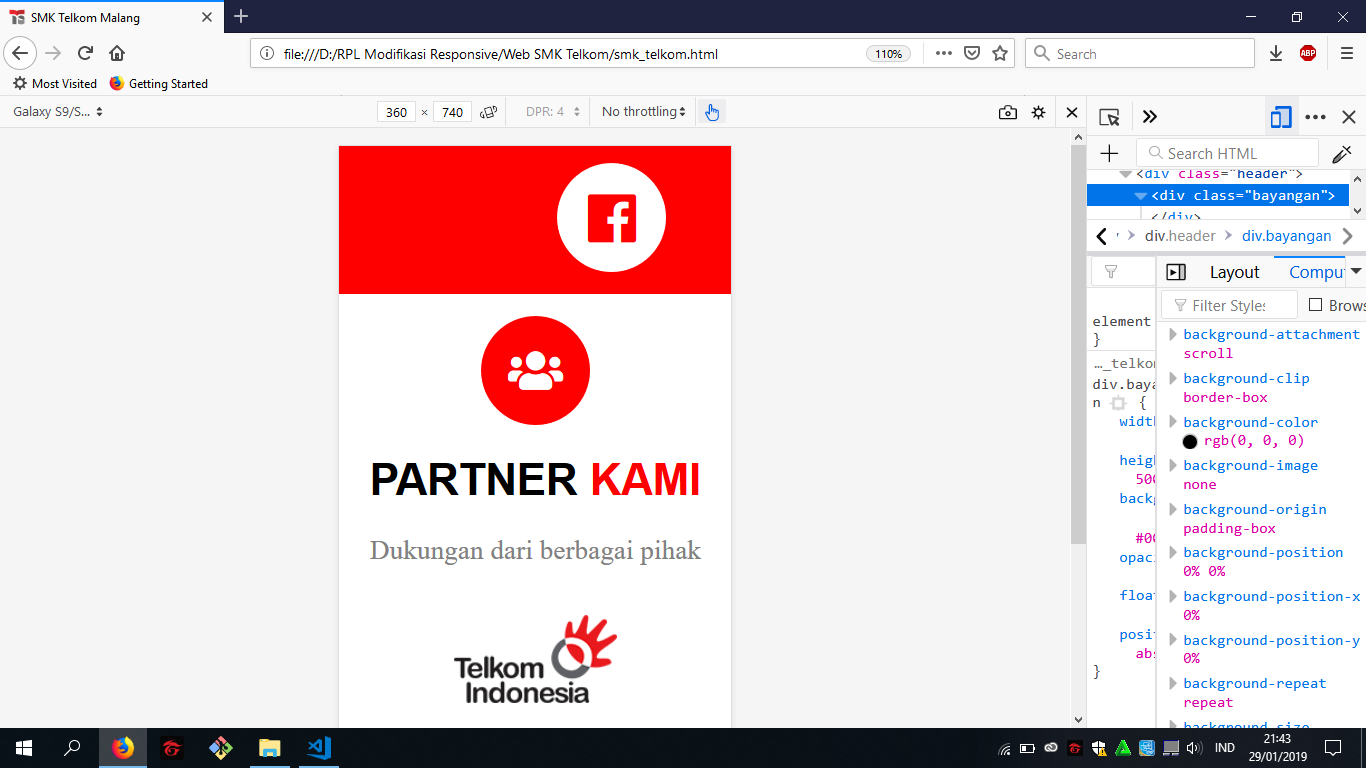 SMK Telkom Malang
file:///D:/RPL Modifikasi Responsive/Web SMK Telkom/smk_telkom.html
110%
Search
ABP
Most Visited
Getting Started
Galaxy S9/S...
360 × 740
DPR: 4
No throttling
Search HTML
<div class="header">
<div class="bayangan">
</div>
div.header
div.bayangan
Layout
Compu
Filter Styles
Brows
element
}
…_telkom
div.baya
n { 
width
heigh
500
backg
#00
opaci
float
posit
abs
}
background-attachment
scroll
background-clip
border-box
background-color
rgb(0, 0, 0)
background-image
none
background-origin
padding-box
background-position
0% 0%
background-position-x
0%
background-position-y
0%
background-repeat
repeat
background-size
PARTNER KAMI
Dukungan dari berbagai pihak
Telkom
Indonesia
IND
21:43
29/01/2019